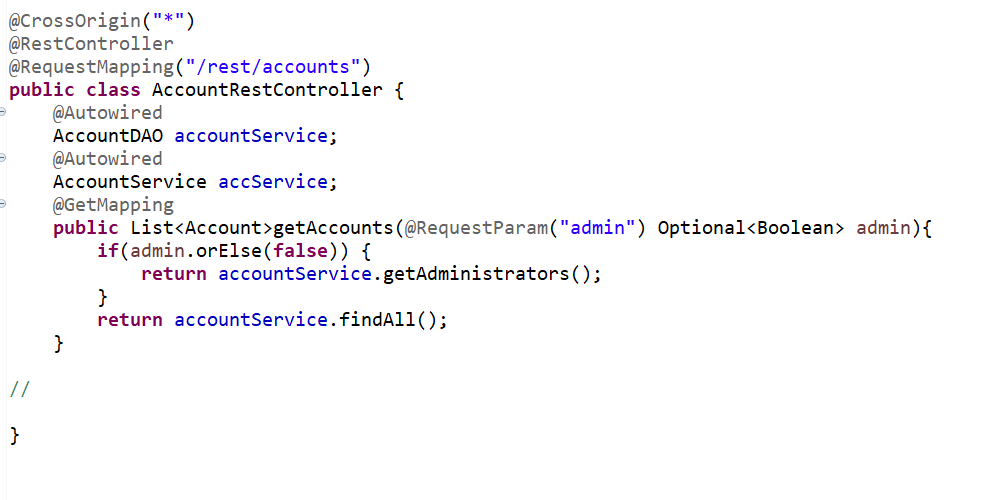 @CrossOrigin("*")
@RestController
@RequestMapping("/rest/accounts")
public class AccountRestController {
    @Autowired
    AccountDAO accountService;
    @Autowired
    AccountService accService;
    @GetMapping
    public List<Account>getAccounts(@RequestParam("admin") Optional<Boolean> admin){
        if(admin.orElse(false)) {
            return accountService.getAdministrators();
        }
        return accountService.findAll();
    }
//
}